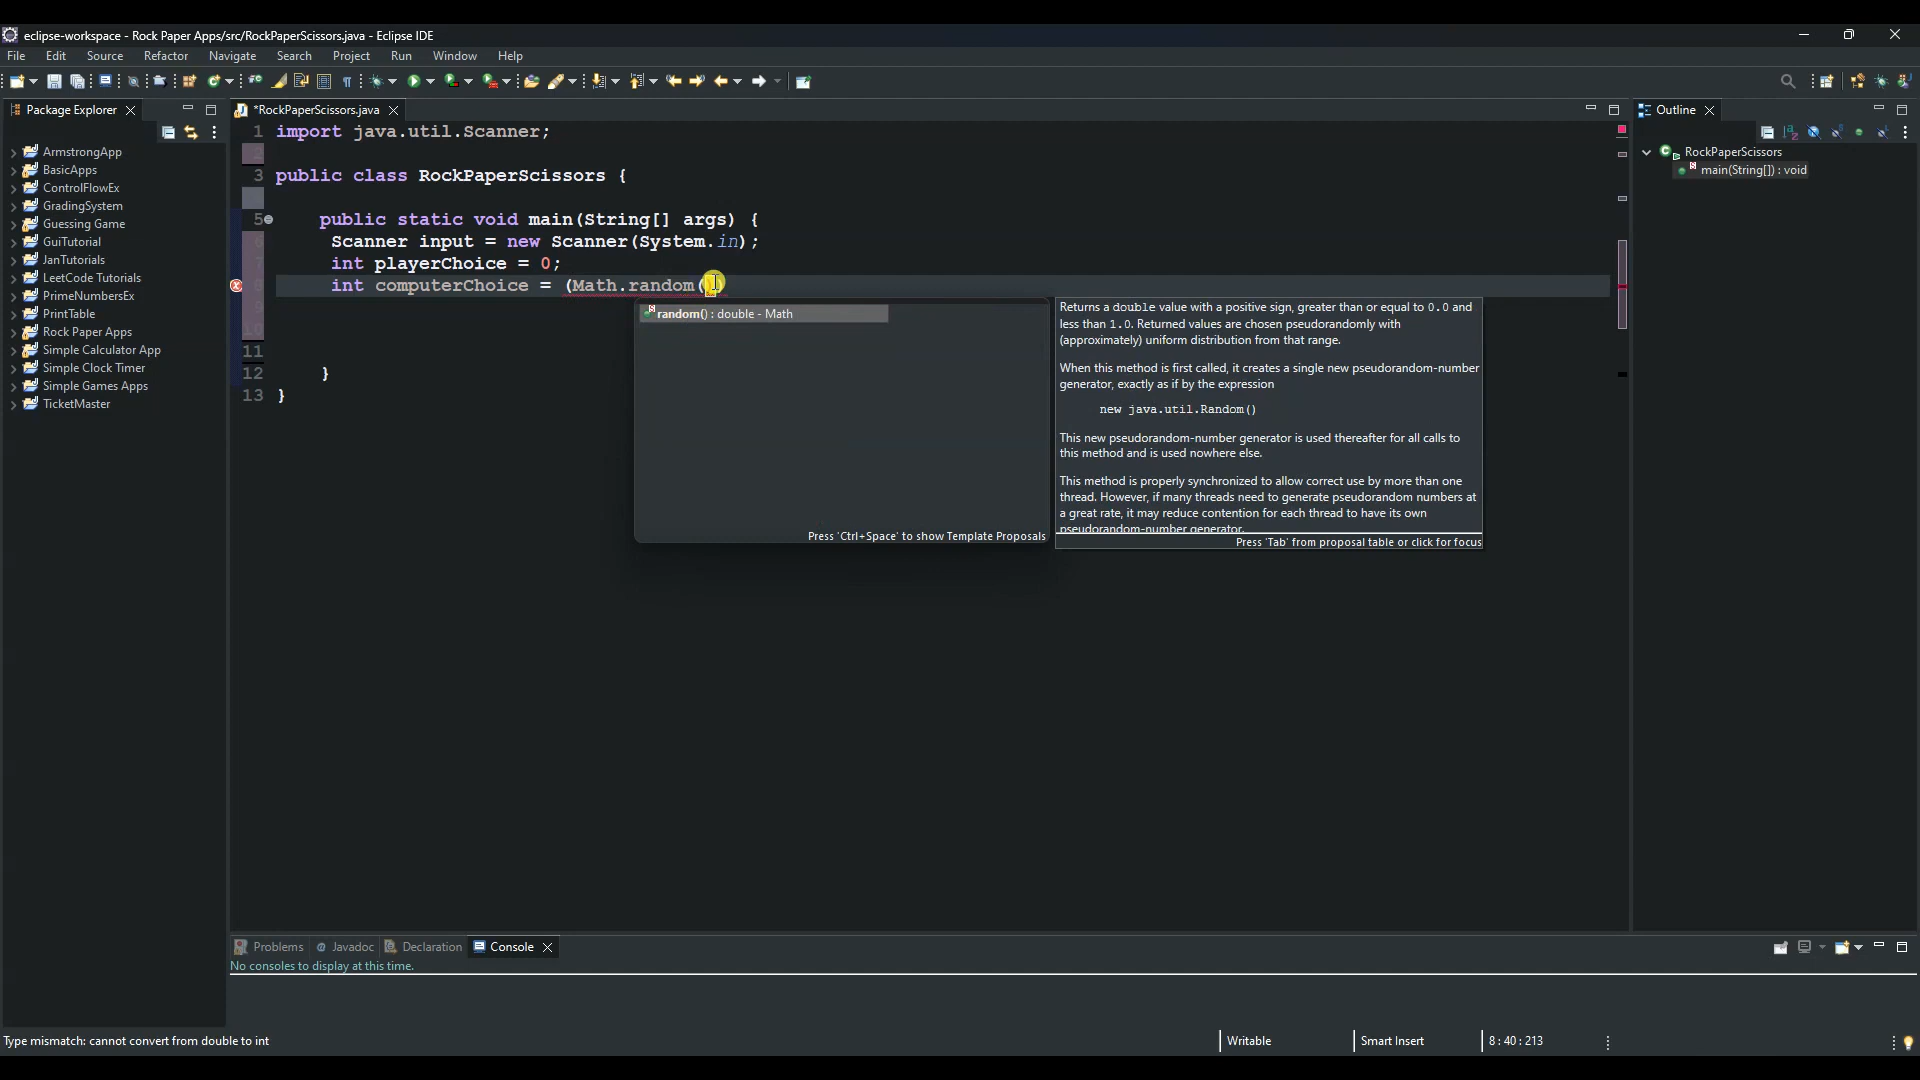 eclipse-workspace - Rock Paper Apps/src/RockPaperScissors.java - Eclipse IDE
File Edit Source Refactor Navigate Search Project Run Window Help
Package Explorer
ArmstrongApp
BasicApps
ControlFlowEx
GradingSystem
Guessing Game
GuiTutorial
JanTutorials
LeetCode Tutorials
PrimeNumbersEx
PrintTable
Rock Paper Apps
Simple Calculator App
Simple Clock Timer
Simple Games Apps
TicketMaster
*RockPaperScissors.java
1 import java.util.Scanner;
3 public class RockPaperScissors {
5 public static void main(String[] args) {
6 Scanner input = new Scanner(System.in);
7 int playerChoice = 0;
8 int computerChoice = (Math.random(
9
10
11
12 }
13 }
random() : double - Math
Press 'Ctrl+Space' to show Template Proposals
Returns a double value with a positive sign, greater than or equal to 0.0 and
less than 1.0. Returned values are chosen pseudorandomly with
(approximately) uniform distribution from that range.
When this method is first called, it creates a single new pseudorandom-number
generator, exactly as if by the expression
new java.util.Random()
This new pseudorandom-number generator is used thereafter for all calls to
this method and is used nowhere else.
This method is properly synchronized to allow correct use by more than one
thread. However, if many threads need to generate pseudorandom numbers at
a great rate, it may reduce contention for each thread to have its own
pseudorandom-number generator.
Press 'Tab' from proposal table or click for focus
Outline
RockPaperScissors
main(String[]) : void
Problems Javadoc Declaration Console
No consoles to display at this time.
Type mismatch: cannot convert from double to int
Writable
Smart Insert
8 : 40 : 213